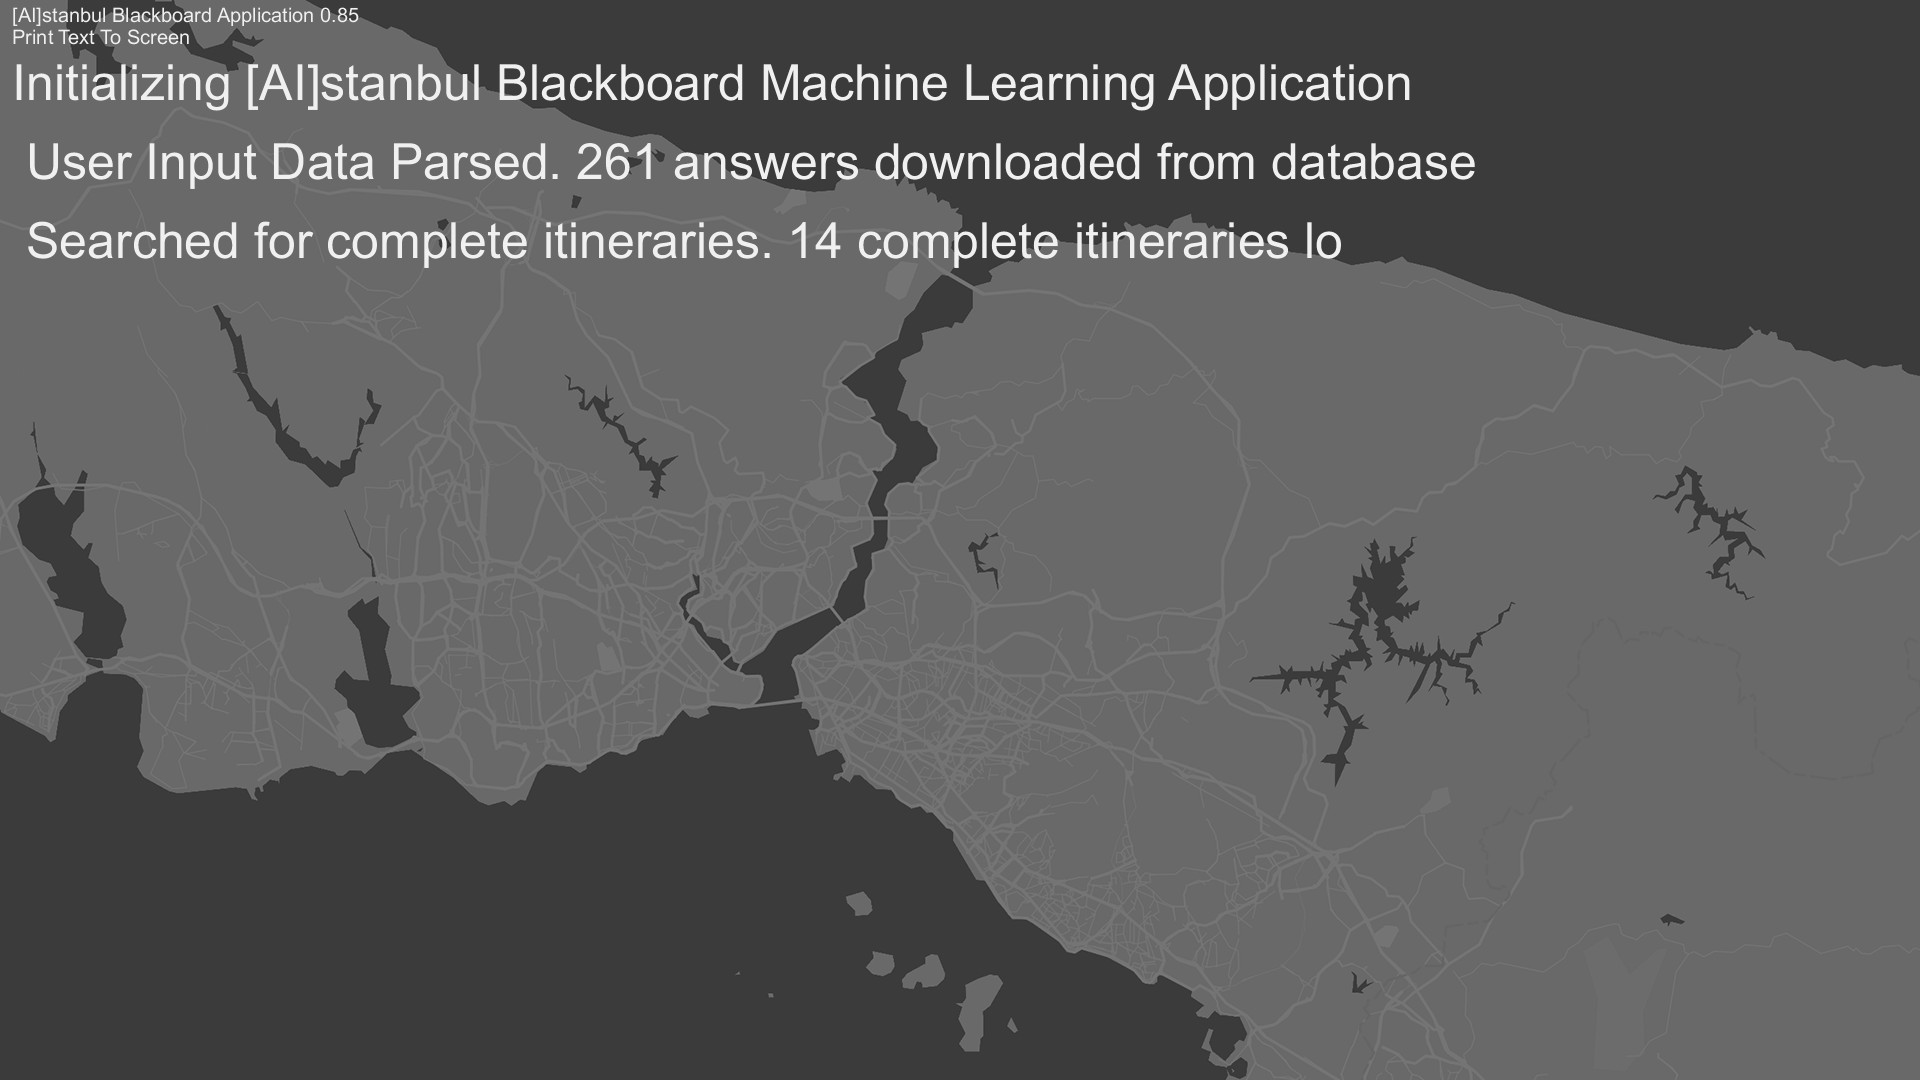 [AI]stanbul Blackboard Application 0.85
Print Text To Screen
Initializing [AI]stanbul Blackboard Machine Learning Application
User Input Data Parsed. 261 answers downloaded from database
Searched for complete itineraries. 14 complete itineraries lo